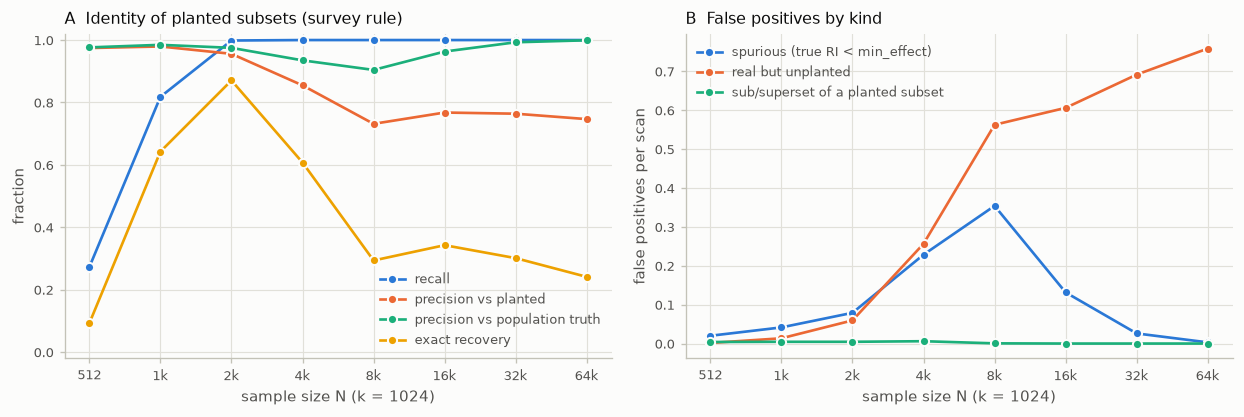 A Identity of planted subsets (survey rule)
fraction
1.0
0.8
0.6
0.4
0.2
0.0
512 1k 2k 4k 8k 16k 32k 64k
sample size N (k = 1024)
recall
precision vs planted
precision vs population truth
exact recovery
B False positives by kind
false positives per scan
0.7
0.6
0.5
0.4
0.3
0.2
0.1
0.0
512 1k 2k 4k 8k 16k 32k 64k
sample size N (k = 1024)
spurious (true RI < min_effect)
real but unplanted
sub/superset of a planted subset